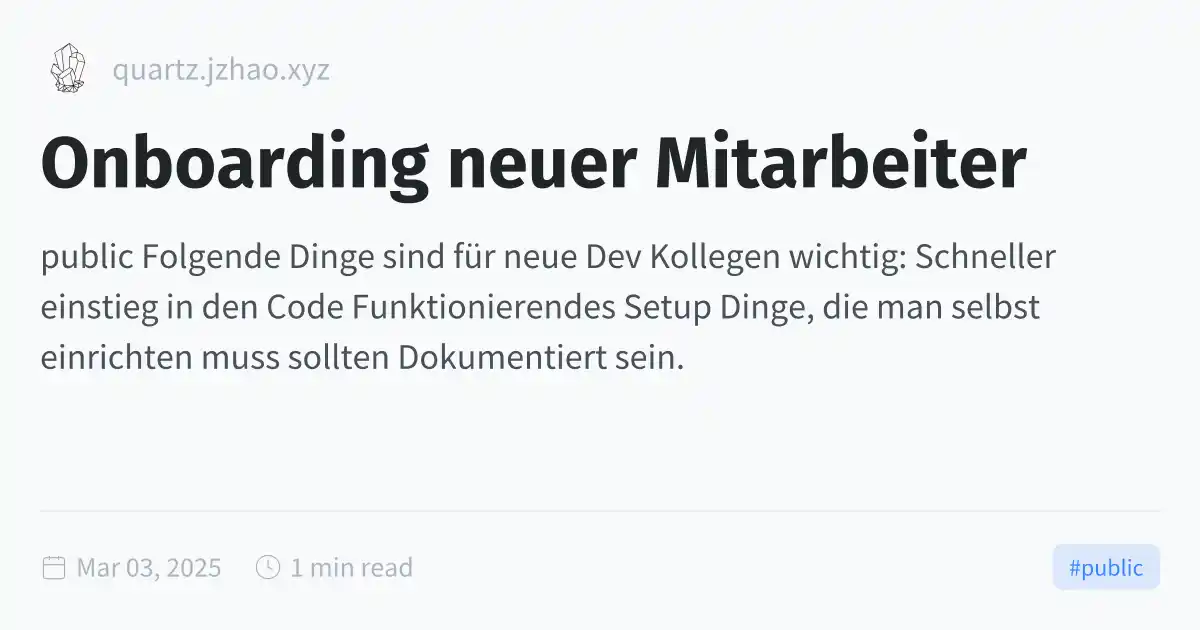 quartz.jzhao.xyz
Onboarding neuer Mitarbeiter
public Folgende Dinge sind für neue Dev Kollegen wichtig: Schneller
einstieg in den Code Funktionierendes Setup Dinge, die man selbst
einrichten muss sollten Dokumentiert sein.
Mar 03, 2025 1 min read #public